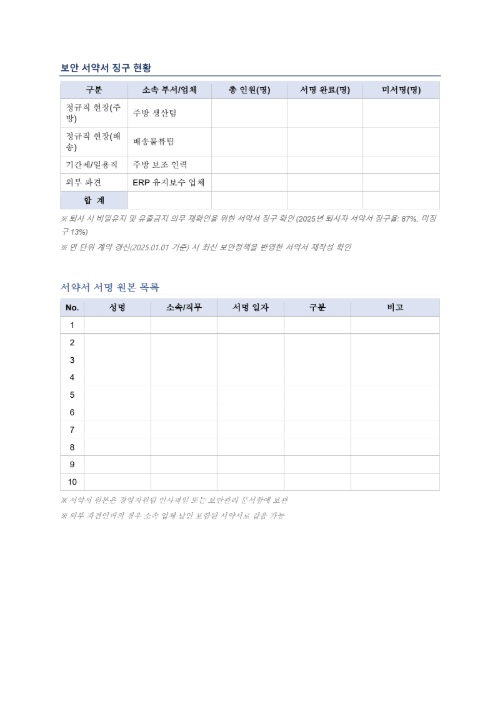 보안 서약서 징구 현황
구분 소속 부서/업체 총 인원(명) 서명 완료(명) 미서명(명)
정규직 현장(주
방) 주방 생산팀
정규직 현장(배
송) 배송물류팀
기간제/일용직 주방 보조 인력
외부 파견 ERP 유지보수 업체
합 계
※ 퇴사 시 비밀유지 및 유출금지 의무 재확인을 위한 서약서 징구 확인 (2025년 퇴사자 서약서 징구율: 87%, 미징
구 13%)
※ 연 단위 계약 갱신(2025.01.01 기준) 시 최신 보안정책을 반영한 서약서 재작성 확인
서약서 서명 원본 목록
No. 성명 소속/직무 서명 일자 구분 비고
1
2
3
4
5
6
7
8
9
10
※ 서약서 원본은 경영지원팀 인사파일 또는 보안관리 문서함에 보관
※ 외부 파견인력의 경우 소속 업체 날인 포함된 서약서로 갈음 가능